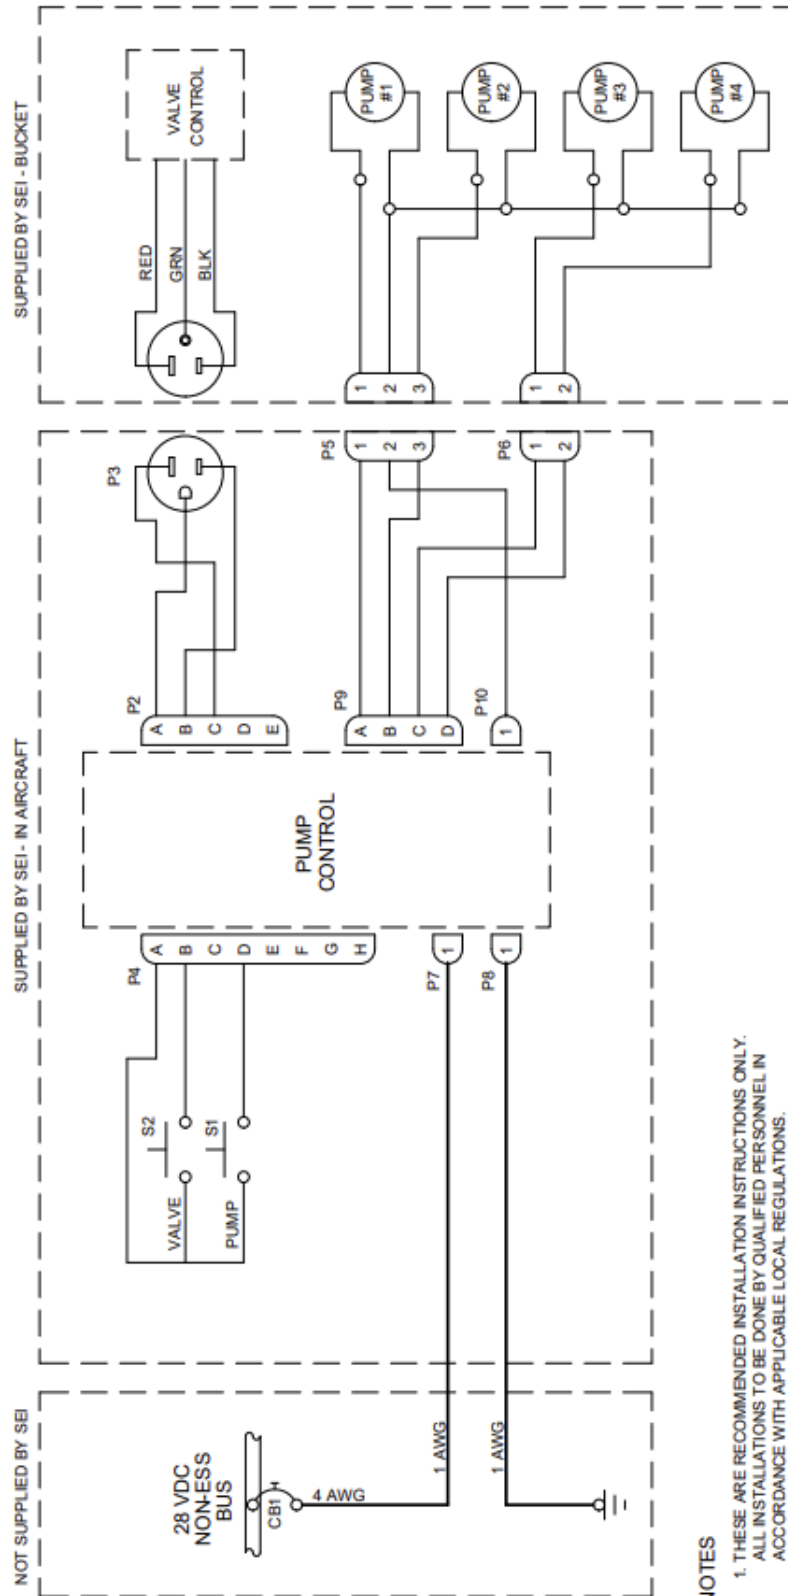 NOT SUPPLIED BY SEI
28 VDC
NON-ESS
BUS
CB1
4 AWG
1 AWG
1 AWG
SUPPLIED BY SEI - IN AIRCRAFT
P4
A
B
C
D
E
F
G
H
S2
VALVE
S1
PUMP
P7
1
P8
1
PUMP
CONTROL
P2
A
B
C
D
E
P9
A
B
C
D
P10
1
P3
P5
1
2
3
P6
1
2
SUPPLIED BY SEI - BUCKET
RED
GRN
BLK
VALVE
CONTROL
1
2
3
1
2
PUMP
#1
PUMP
#2
PUMP
#3
PUMP
#4
NOTES
1. THESE ARE RECOMMENDED INSTALLATION INSTRUCTIONS ONLY.
ALL INSTALLATIONS TO BE DONE BY QUALIFIED PERSONNEL IN
ACCORDANCE WITH APPLICABLE LOCAL REGULATIONS.